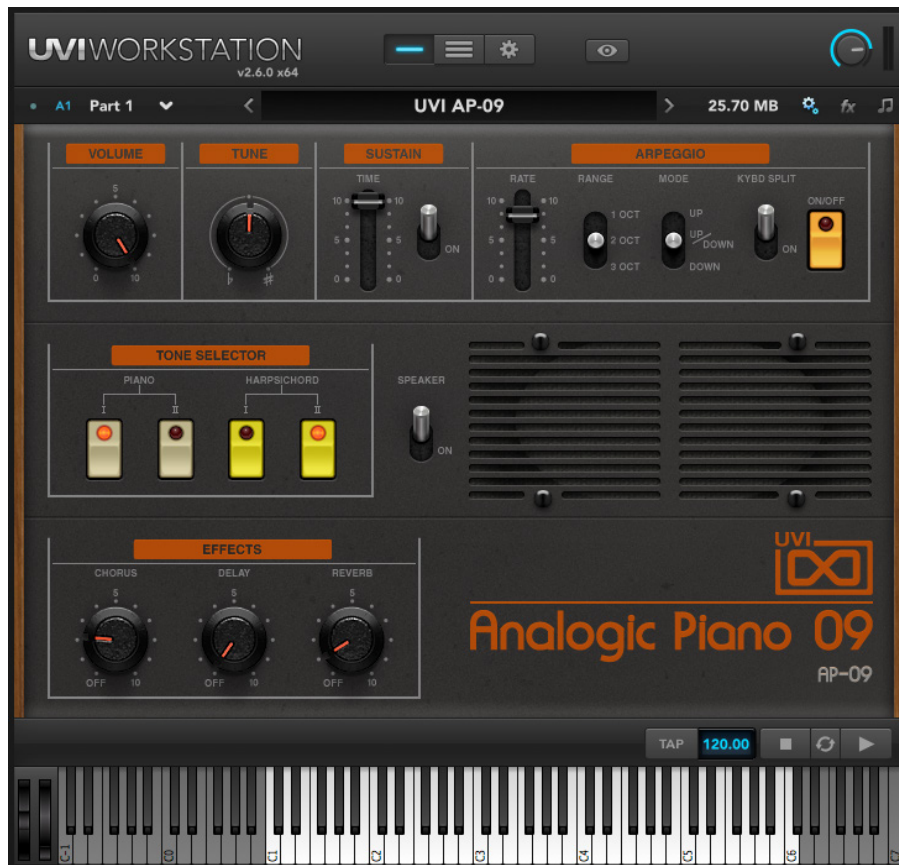 UVIWORKSTATION
v2.6.0 x64
A1 Part 1 UVI AP-09 25.70 MB fx
VOLUME TUNE SUSTAIN ARPEGGIO
TIME RATE RANGE MODE KYBD SPLIT
ON/OFF
5 10 10 10 10 1 OCT UP
5 5 ON 5 5 2 OCT UP/DOWN ON
0 10 ♭ ♯ 0 0 0 0 3 OCT DOWN
TONE SELECTOR
PIANO HARPSICHORD SPEAKER
I II I II
ON
EFFECTS
UVI
CHORUS DELAY REVERB
5 5 5
Analogic Piano 09
OFF 10 OFF 10 OFF 10
AP-09
TAP 120.00
C-1 C0 C1 C2 C3 C4 C5 C6 C7